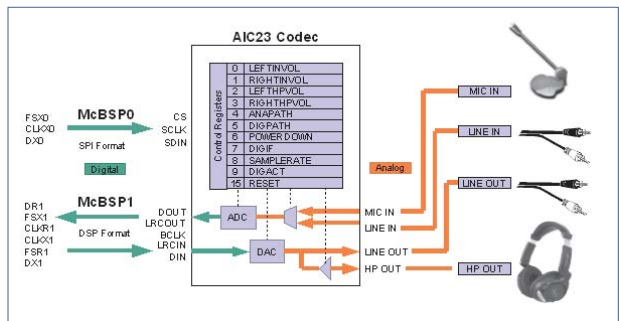 AIC23 Codec
Control Registers
0 LEFTINVOL
1 RIGHTINVOL
2 LEFTHPVOL
3 RIGHTHPVOL
4 ANAPATH
5 DIGPATH
6 POWERDOWN
7 DIGIF
8 SAMPLERATE
9 DIGACT
15 RESET
FSX0
CLKX0
DX0
McBSP0
SPI Format
CS
SCLK
SDIN
Digital
Analog
DR1
FSX1
CLKR1
CLKX1
FSR1
DX1
McBSP1
DSP Format
DOUT
LRCOUT
BCLK
LRCIN
DIN
ADC
DAC
MIC IN
LINE IN
LINE OUT
HP OUT
MIC IN
LINE IN
LINE OUT
HP OUT